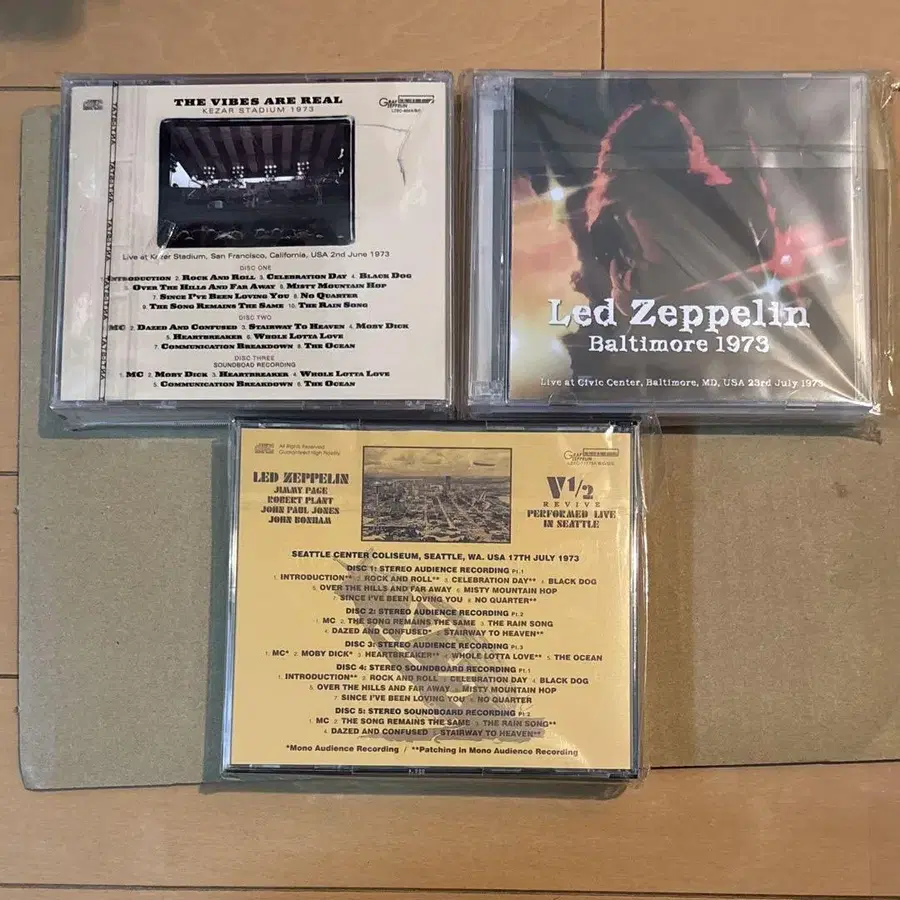 THE VIBES ARE REAL
KEZAR STADIUM 1973
Live at Kezar Stadium, San Francisco, California, USA 2nd June 1973
DISC ONE
1. INTRODUCTION 2. ROCK AND ROLL 3. CELEBRATION DAY 4. BLACK DOG
5. OVER THE HILLS AND FAR AWAY 6. MISTY MOUNTAIN HOP
7. SINCE I'VE BEEN LOVING YOU 8. NO QUARTER
9. THE SONG REMAINS THE SAME 10. THE RAIN SONG
DISC TWO
1. MC 2. DAZED AND CONFUSED 3. STAIRWAY TO HEAVEN 4. MOBY DICK
5. HEARTBREAKER 6. WHOLE LOTTA LOVE
7. COMMUNICATION BREAKDOWN 8. THE OCEAN
DISC THREE
SOUNDBOAD RECORDING
1. MC 2. MOBY DICK 3. HEARTBREAKER 4. WHOLE LOTTA LOVE
5. COMMUNICATION BREAKDOWN 6. THE OCEAN
Led Zeppelin
Baltimore 1973
Live at Civic Center, Baltimore, MD, USA 23rd July 1973
All Rights Reserved
Guaranteed High Fidelity
LED ZEPPELIN
JIMMY PAGE
ROBERT PLANT
JOHN PAUL JONES
JOHN BONHAM
V1/2
REVIVE
PERFORMED LIVE
IN SEATTLE
SEATTLE CENTER COLISEUM, SEATTLE, WA. USA 17TH JULY 1973
DISC 1: STEREO AUDIENCE RECORDING Pt.1
1. INTRODUCTION** 2. ROCK AND ROLL** 3. CELEBRATION DAY** 4. BLACK DOG
5. OVER THE HILLS AND FAR AWAY 6. MISTY MOUNTAIN HOP
7. SINCE I'VE BEEN LOVING YOU 8. NO QUARTER**
DISC 2: STEREO AUDIENCE RECORDING Pt.2
1. MC 2. THE SONG REMAINS THE SAME 3. THE RAIN SONG
4. DAZED AND CONFUSED* 5. STAIRWAY TO HEAVEN**
DISC 3: STEREO AUDIENCE RECORDING Pt.3
1. MC* 2. MOBY DICK* 3. HEARTBREAKER** 4. WHOLE LOTTA LOVE** 5. THE OCEAN
DISC 4: STEREO SOUNDBOARD RECORDING Pt.1
1. INTRODUCTION** 2. ROCK AND ROLL 3. CELEBRATION DAY 4. BLACK DOG
5. OVER THE HILLS AND FAR AWAY 6. MISTY MOUNTAIN HOP
7. SINCE I'VE BEEN LOVING YOU 8. NO QUARTER
DISC 5: STEREO SOUNDBOARD RECORDING Pt.2
1. MC 2. THE SONG REMAINS THE SAME 3. THE RAIN SONG**
4. DAZED AND CONFUSED 5. STAIRWAY TO HEAVEN**
*Mono Audience Recording / **Patching in Mono Audience Recording